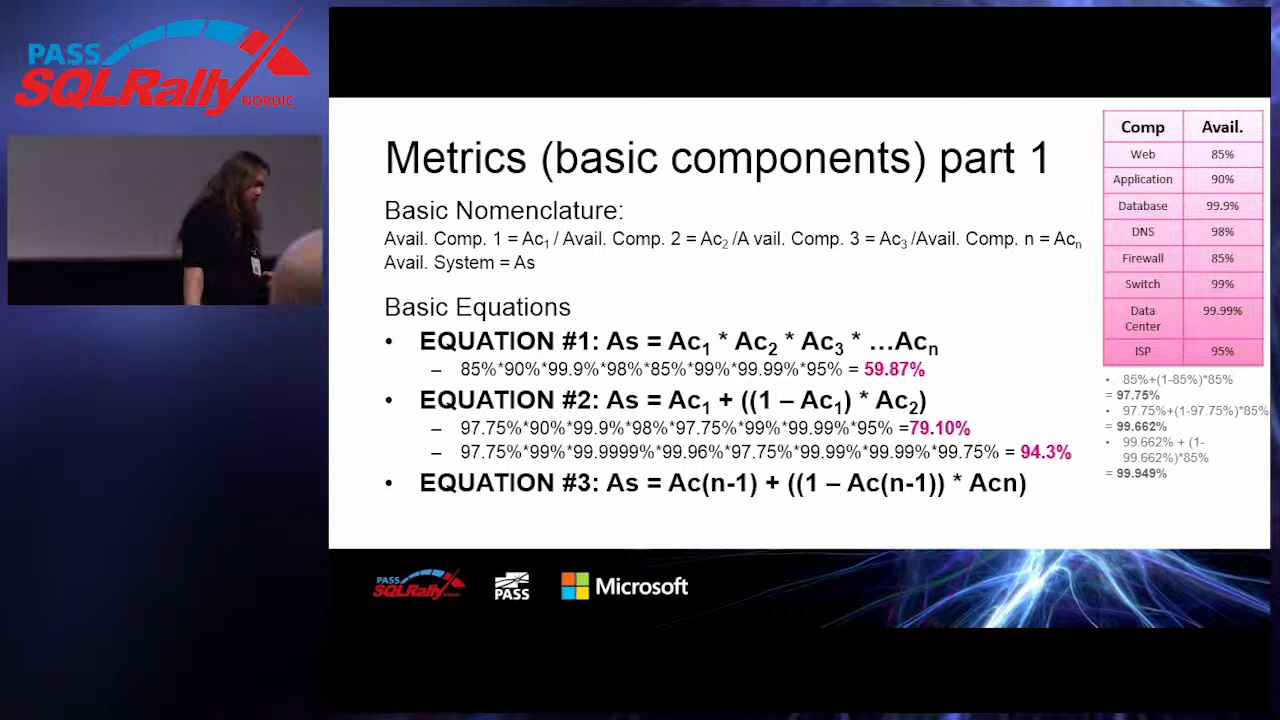 PASS
SQLRally
NORDIC
Metrics (basic components) part 1
Basic Nomenclature:
Avail. Comp. 1 = Ac1 / Avail. Comp. 2 = Ac2 /A vail. Comp. 3 = Ac3 /Avail. Comp. n = Acn
Avail. System = As
Basic Equations
• EQUATION #1: As = Ac1 * Ac2 * Ac3 * …Acn
– 85%*90%*99.9%*98%*85%*99%*99.99%*95% = 59.87%
• EQUATION #2: As = Ac1 + ((1 – Ac1) * Ac2)
– 97.75%*90%*99.9%*98%*97.75%*99%*99.99%*95% =79.10%
– 97.75%*99%*99.9999%*99.96%*97.75%*99.99%*99.99%*99.75% = 94.3%
• EQUATION #3: As = Ac(n-1) + ((1 – Ac(n-1)) * Acn)
Comp Avail.
Web 85%
Application 90%
Database 99.9%
DNS 98%
Firewall 85%
Switch 99%
Data 99.99%
Center
ISP 95%
• 85%+(1-85%)*85%
= 97.75%
• 97.75%+(1-97.75%)*85%
= 99.662%
• 99.662% + (1-
99.662%)*85%
= 99.949%
PASS
SQLRally
PASS
Microsoft